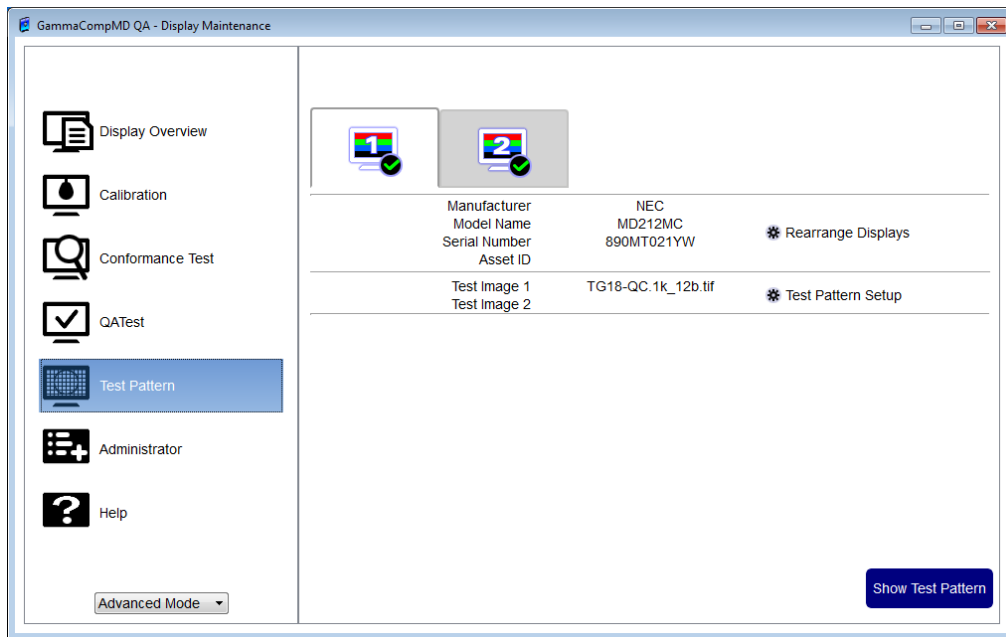 GammaCompMD QA - Display Maintenance
Display Overview
Calibration
Conformance Test
QATest
Test Pattern
Administrator
Help
Advanced Mode
1
2
Manufacturer NEC
Model Name MD212MC
Serial Number 890MT021YW
Asset ID
Rearrange Displays
Test Image 1 TG18-QC.1k_12b.tif
Test Image 2
Test Pattern Setup
Show Test Pattern